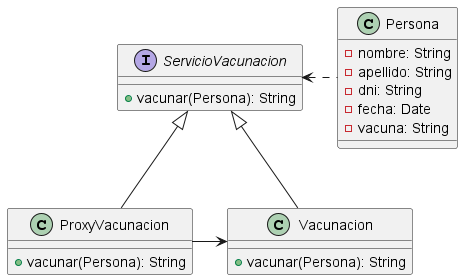 C Persona
nombre: String
apellido: String
dni: String
fecha: Date
vacuna: String
I ServicioVacunacion
vacunar(Persona): String
C ProxyVacunacion
vacunar(Persona): String
C Vacunacion
vacunar(Persona): String